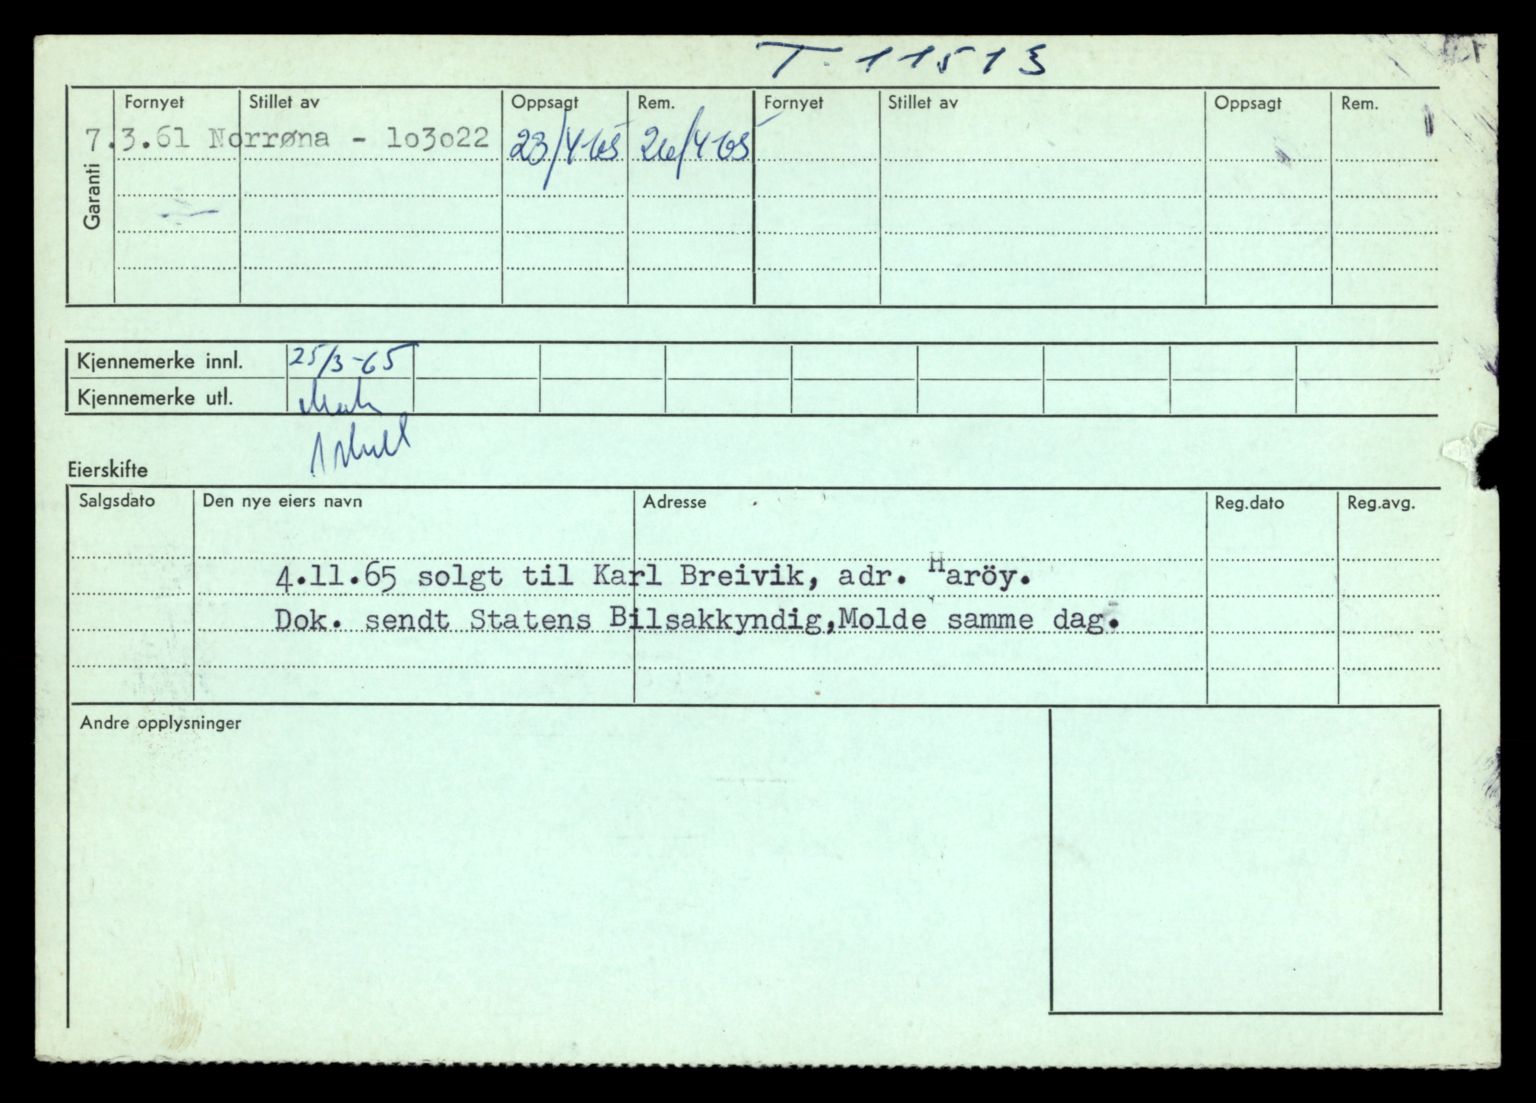 T-11513
Fornyet Stillet av Oppsagt Rem. Fornyet Stillet av Oppsagt Rem.
7.3.61 Norrøna - 1o3o22 23/4-65 26/4-65
Garanti
Kjennemerke innl. 25/3-65
Kjennemerke utl.
Eierskifte
Salgsdato Den nye eiers navn Adresse Reg.dato Reg.avg.
4.11.65 solgt til Karl Breivik, adr. Haröy.
Dok. sendt Statens Bilsakkyndig,Molde samme dag.
Andre opplysninger